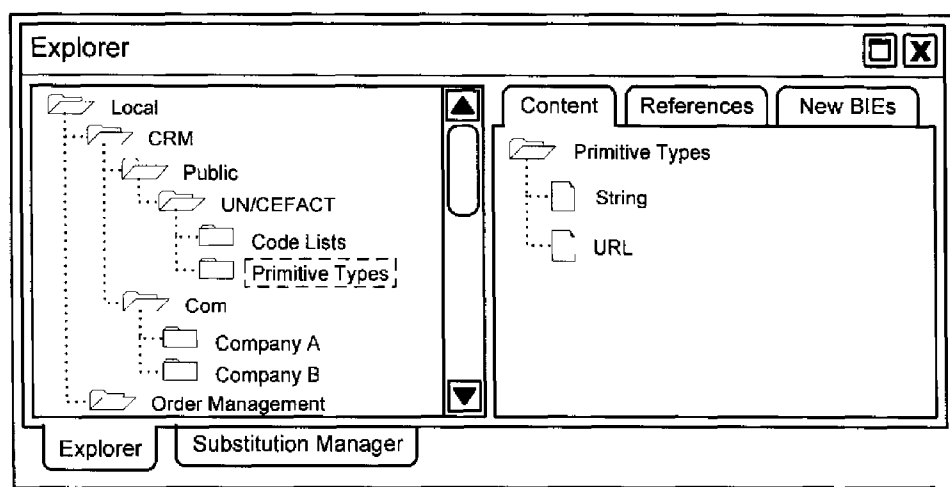 Explorer
Local
CRM
Public
UN/CEFACT
Code Lists
Primitive Types
Com
Company A
Company B
Order Management
Content References New BIEs
Primitive Types
String
URL
Explorer Substitution Manager